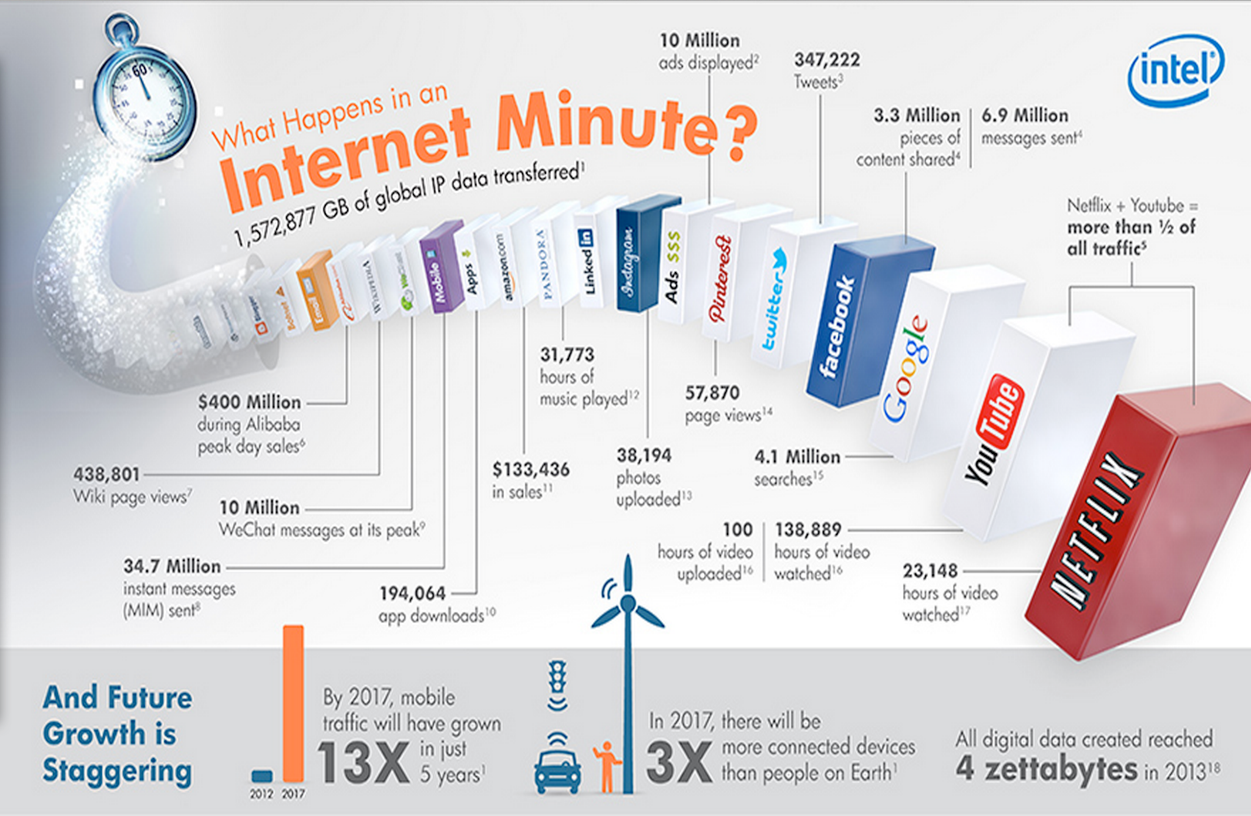 60
What Happens in an
Internet Minute?
1,572,877 GB of global IP data transferred¹
intel®
10 Million
ads displayed²
347,222
Tweets³
3.3 Million
pieces of
content shared⁴
6.9 Million
messages sent⁴
Netflix + Youtube =
more than ½ of
all traffic⁵
Email
WIKIPEDIA
WeChat
Mobile
Apps
amazon.com
PANDORA
Linked in
Instagram
Ads $$$
Pinterest
twitter
facebook
Google
YouTube
NETFLIX
$400 Million
during Alibaba
peak day sales⁶
438,801
Wiki page views⁷
10 Million
WeChat messages at its peak⁹
34.7 Million
instant messages
(MIM) sent⁸
194,064
app downloads¹⁰
$133,436
in sales¹¹
31,773
hours of
music played¹²
38,194
photos
uploaded¹³
57,870
page views¹⁴
4.1 Million
searches¹⁵
100
hours of video
uploaded¹⁶
138,889
hours of video
watched¹⁶
23,148
hours of video
watched¹⁷
And Future
Growth is
Staggering
2012 2017
By 2017, mobile
traffic will have grown
13X in just
5 years¹
In 2017, there will be
3X more connected devices
than people on Earth¹
All digital data created reached
4 zettabytes in 2013¹⁸